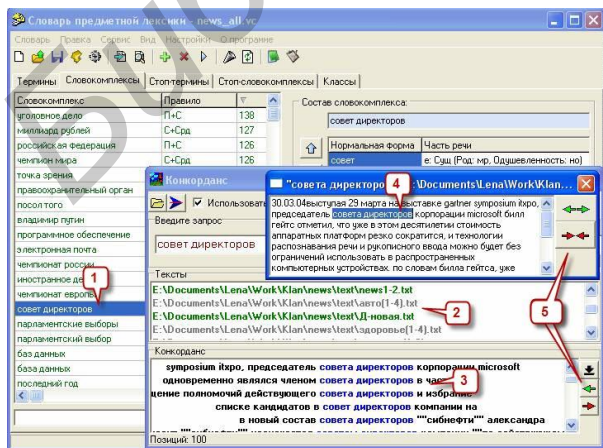 Словарь предметной лексики - news_all.vc
Словарь Правка Сервис Вид Настройки О программе
Термины Словокомплексы Стоп-термины Стоп-словокомплексы Классы
Словокомплекс Правило
уголовное дело П+С 138
миллиард рублей С+Срд 127
российская федерация П+С 126
чемпион мира С+Срд 126
точка зрения
правоохранительный орган
посол того
владимир путин
программное обеспечение
электронная почта
чемпионат россии
иностранное де
чемпионат европы
совет директоров
парламентские выборы
парламентский выбор
баз данных
база данных
последний год
Состав словокомплекса:
совет директоров
Нормальная форма Часть речи
совет е: Сущ (Род: мр, Одушевленность: но)
Конкорданс
Использовать
Введите запрос
совет директоров
"совета директоро :\Documents\Lena\Work\Klan...
30.03.04выступая 29 марта на выставке gartner symposium itxpo,
председатель совета директоров корпорации microsoft билл
гейтс отметил, что уже в этом десятилетии стоимость
аппаратных платформ резко сократится, и технологии
распознавания речи и рукописного ввода можно будет без
ограничений использовать в распространенных
компьютерных устройствах. по словам билла гейтса, уже
Тексты
E:\Documents\Lena\Work\Klan\news\text\news1-2.txt
E:\Documents\Lena\Work\Klan\news\text\авто[1-4].txt
E:\Documents\Lena\Work\Klan\news\text\Д-новая.txt
E:\Documents\Lena\Work\Klan\news\text\здоровье[1-4].txt
Конкорданс
symposium itxpo, председатель совета директоров корпорации microsoft
одновременно являлся членом совета директоров в час
щение полномочий действующего совета директоров и избрание
списке кандидатов в совет директоров компании на
в новый состав совета директоров ""сибнефти"" александра
Позиций: 100
1
2
3
4
5